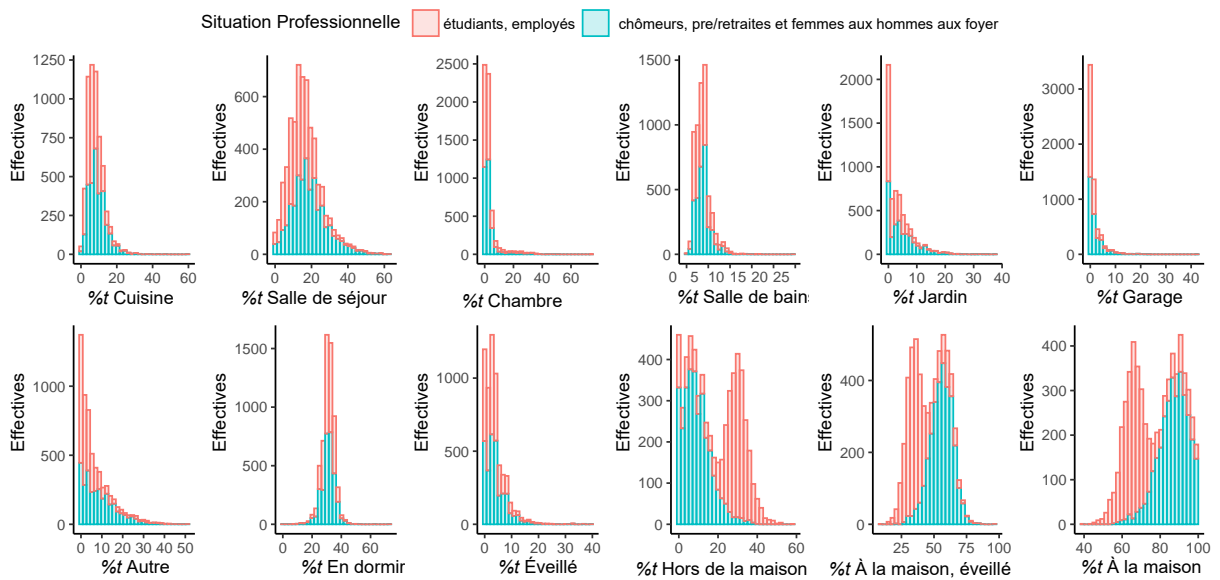 Situation Professionnelle étudiants, employés chômeurs, pre/retraites et femmes aux hommes aux foyer
Effectives
1250
1000
750
500
250
0
0 20 40 60
%t Cuisine
Effectives
600
400
200
0
0 20 40 60
%t Salle de séjour
Effectives
2500
2000
1500
1000
500
0
0 20 40 60
%t Chambre
Effectives
1500
1000
500
0
5 10 15 20 25
%t Salle de bain
Effectives
2000
1500
1000
500
0
0 10 20 30 40
%t Jardin
Effectives
3000
2000
1000
0
0 10 20 30 40
%t Garage
Effectives
1000
500
0
0 10 20 30 40 50
%t Autre
Effectives
1500
1000
500
0
0 20 40 60
%t En dormir
Effectives
1000
500
0
0 10 20 30 40
%t Éveillé
Effectives
400
300
200
100
0
0 20 40 60
%t Hors de la maison
Effectives
400
200
0
25 50 75 100
%t À la maison, éveillé
Effectives
400
300
200
100
0
40 60 80 100
%t À la maison